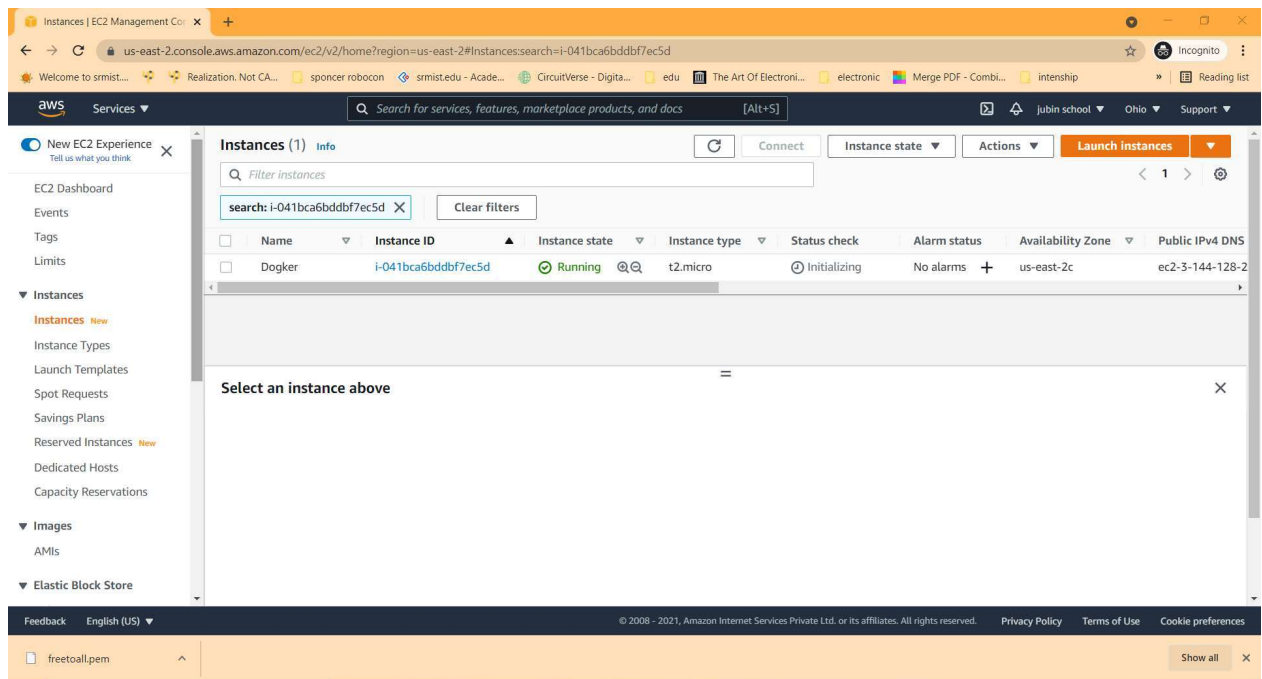 Instances | EC2 Management Con
us-east-2.console.aws.amazon.com/ec2/v2/home?region=us-east-2#Instances:search=i-041bca6bddbf7ec5d
Incognito
Welcome to srmist....
Realization. Not CA...
sponcer robocon
srmist.edu - Acade...
CircuitVerse - Digita...
edu
The Art Of Electroni...
electronic
Merge PDF - Combi...
intenship
»
Reading list
aws
Services ▼
Search for services, features, marketplace products, and docs
[Alt+S]
jubin school ▼
Ohio ▼
Support ▼
New EC2 Experience
Tell us what you think
EC2 Dashboard
Events
Tags
Limits
Instances
Instances New
Instance Types
Launch Templates
Spot Requests
Savings Plans
Reserved Instances New
Dedicated Hosts
Capacity Reservations
Images
AMIs
Elastic Block Store
Instances (1) Info
Connect
Instance state ▼
Actions ▼
Launch instances
Filter instances
1
search: i-041bca6bddbf7ec5d
Clear filters
Name Instance ID Instance state Instance type Status check Alarm status Availability Zone Public IPv4 DNS
Dogker i-041bca6bddbf7ec5d Running t2.micro Initializing No alarms + us-east-2c ec2-3-144-128-2
Select an instance above
Feedback English (US) ▼
© 2008 - 2021, Amazon Internet Services Private Ltd. or its affiliates. All rights reserved. Privacy Policy Terms of Use Cookie preferences
freetoall.pem
Show all